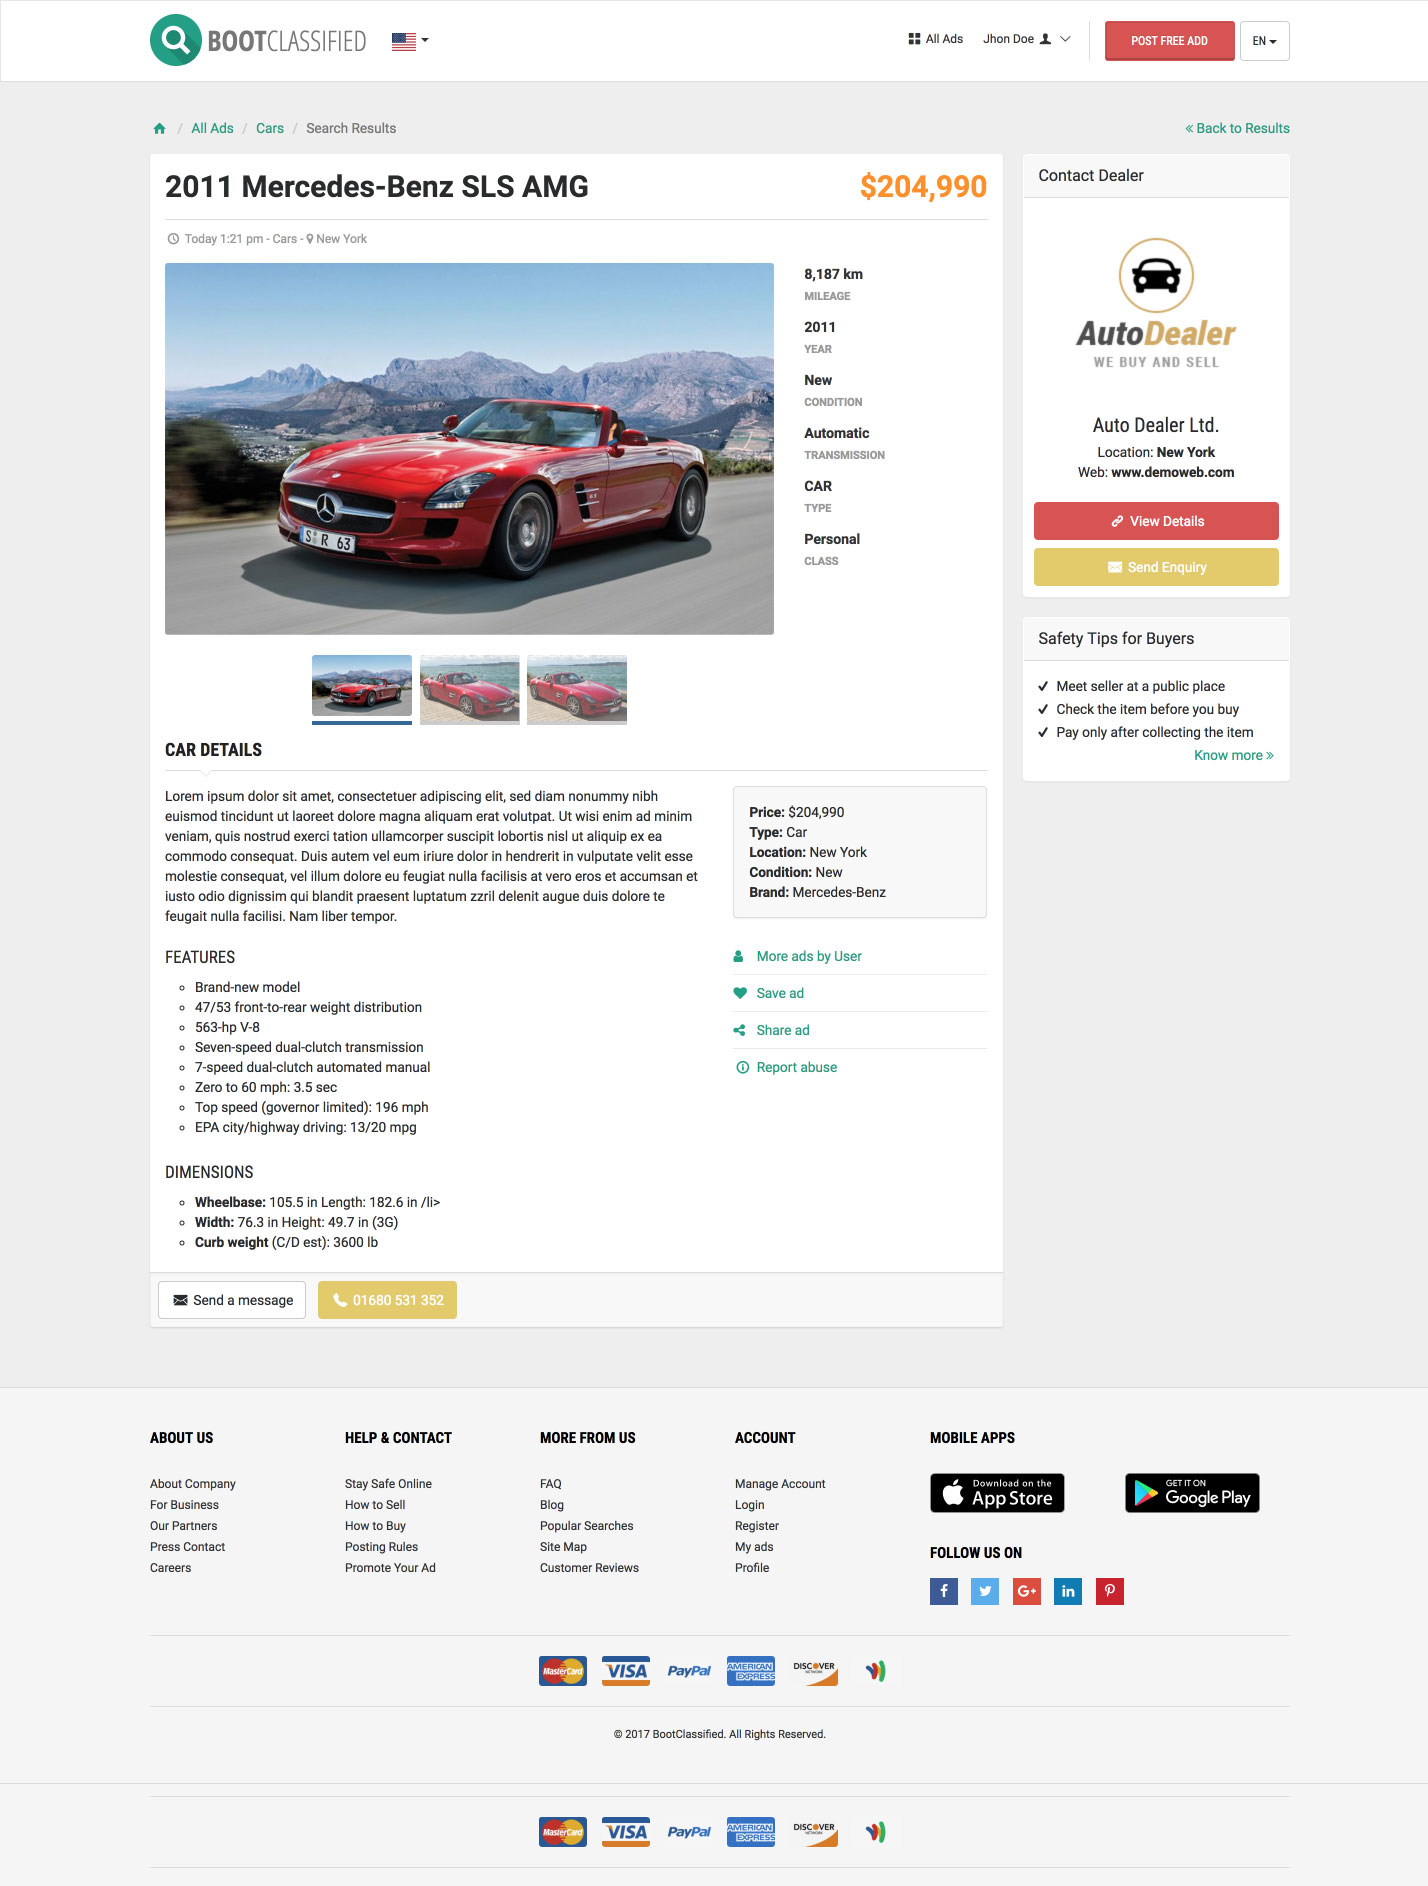 BOOTCLASSIFIED
All Ads
Jhon Doe
POST FREE ADD
EN
/ All Ads / Cars / Search Results
« Back to Results
2011 Mercedes-Benz SLS AMG
$204,990
Today 1:21 pm - Cars - New York
S R 63
8,187 km
MILEAGE
2011
YEAR
New
CONDITION
Automatic
TRANSMISSION
CAR
TYPE
Personal
CLASS
Contact Dealer
AutoDealer
WE BUY AND SELL
Auto Dealer Ltd.
Location: New York
Web: www.demoweb.com
View Details
Send Enquiry
Safety Tips for Buyers
Meet seller at a public place
Check the item before you buy
Pay only after collecting the item
Know more »
CAR DETAILS
Lorem ipsum dolor sit amet, consectetuer adipiscing elit, sed diam nonummy nibh
euismod tincidunt ut laoreet dolore magna aliquam erat volutpat. Ut wisi enim ad minim
veniam, quis nostrud exerci tation ullamcorper suscipit lobortis nisl ut aliquip ex ea
commodo consequat. Duis autem vel eum iriure dolor in hendrerit in vulputate velit esse
molestie consequat, vel illum dolore eu feugiat nulla facilisis at vero eros et accumsan et
iusto odio dignissim qui blandit praesent luptatum zzril delenit augue duis dolore te
feugait nulla facilisi. Nam liber tempor.
FEATURES
Brand-new model
47/53 front-to-rear weight distribution
563-hp V-8
Seven-speed dual-clutch transmission
7-speed dual-clutch automated manual
Zero to 60 mph: 3.5 sec
Top speed (governor limited): 196 mph
EPA city/highway driving: 13/20 mpg
DIMENSIONS
Wheelbase: 105.5 in Length: 182.6 in /li>
Width: 76.3 in Height: 49.7 in (3G)
Curb weight (C/D est): 3600 lb
Price: $204,990
Type: Car
Location: New York
Condition: New
Brand: Mercedes-Benz
More ads by User
Save ad
Share ad
Report abuse
Send a message
01680 531 352
ABOUT US
About Company
For Business
Our Partners
Press Contact
Careers
HELP & CONTACT
Stay Safe Online
How to Sell
How to Buy
Posting Rules
Promote Your Ad
MORE FROM US
FAQ
Blog
Popular Searches
Site Map
Customer Reviews
ACCOUNT
Manage Account
Login
Register
My ads
Profile
MOBILE APPS
Download on the
App Store
GET IT ON
Google Play
FOLLOW US ON
f
G+
in
MasterCard
VISA
PayPal
AMERICAN
EXPRESS
DISCOVER
NETWORK
© 2017 BootClassified. All Rights Reserved.
MasterCard
VISA
PayPal
AMERICAN
EXPRESS
DISCOVER
NETWORK